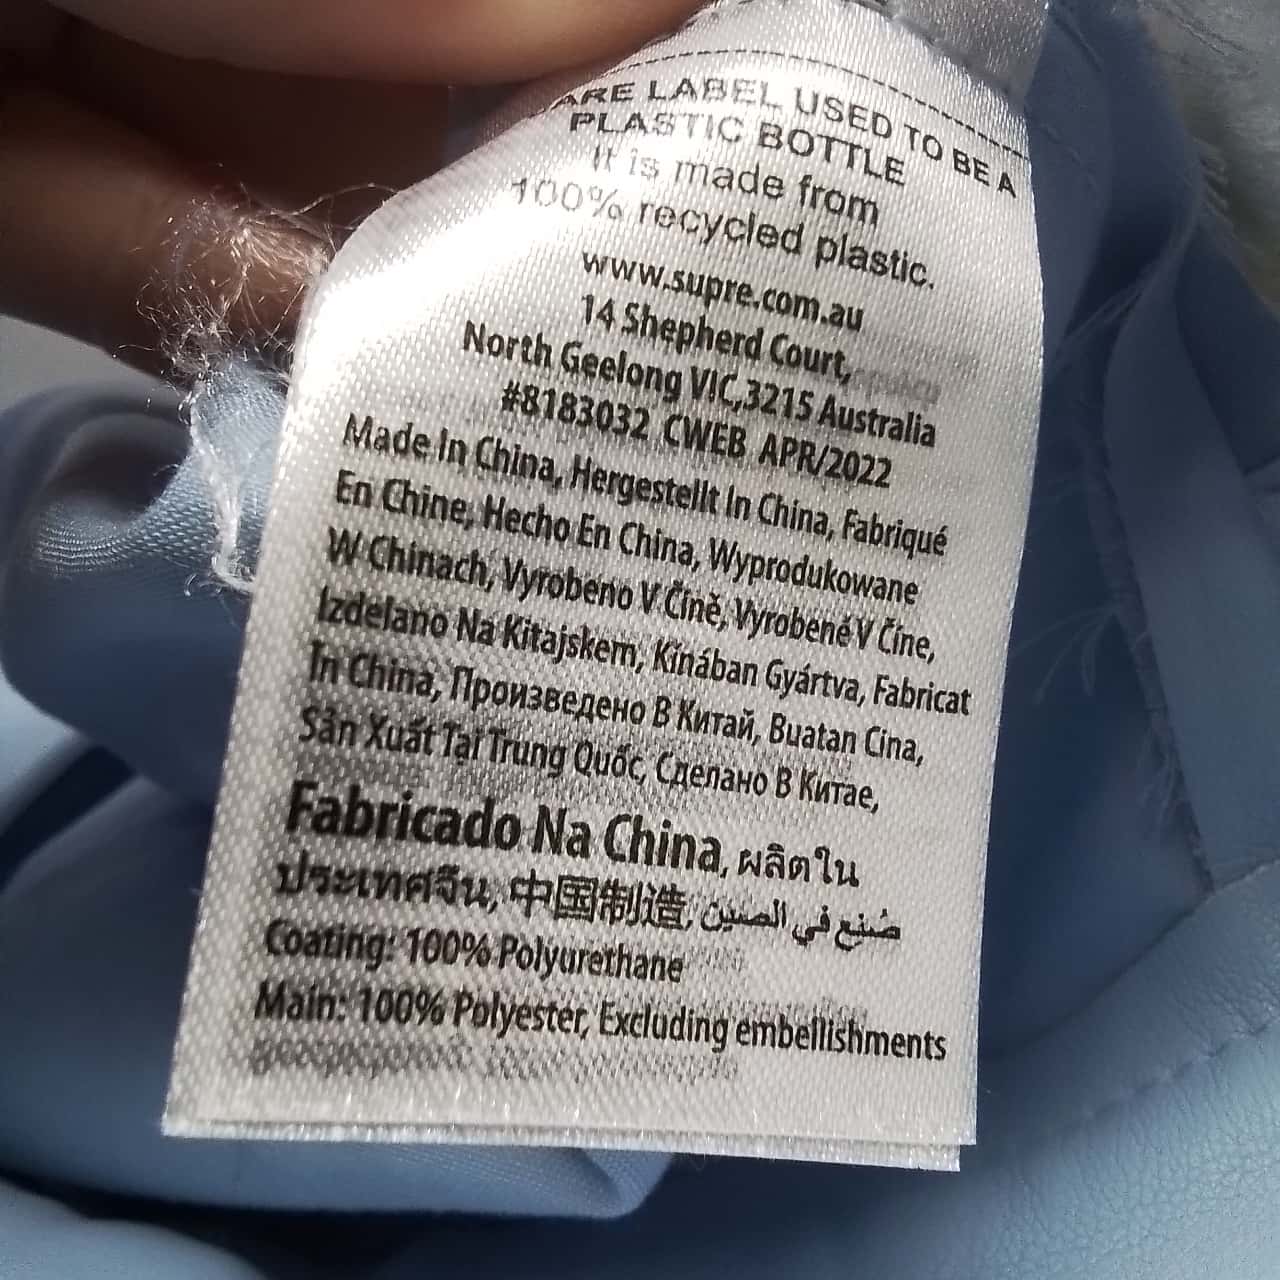 ARE LABEL USED TO BE A
PLASTIC BOTTLE
It is made from
100% recycled plastic.
www.supre.com.au
14 Shepherd Court,
North Geelong VIC,3215 Australia
#8183032 CWEB APR/2022
Made In China, Hergestellt In China, Fabriqué
En Chine, Hecho En China, Wyprodukowane
W Chinach, Vyrobeno V Číně, Vyrobené V Číne,
Izdelano Na Kitajskem, Kínában Gyártva, Fabricat
În China, Произведено В Китай, Buatan Cina,
Sản Xuất Tại Trung Quốc, Сделано В Китае,
Fabricado Na China, ผลิตใน
ประเทศจีน, 中国制造, صُنع في الصين
Coating: 100% Polyurethane
Main: 100% Polyester, Excluding embellishments